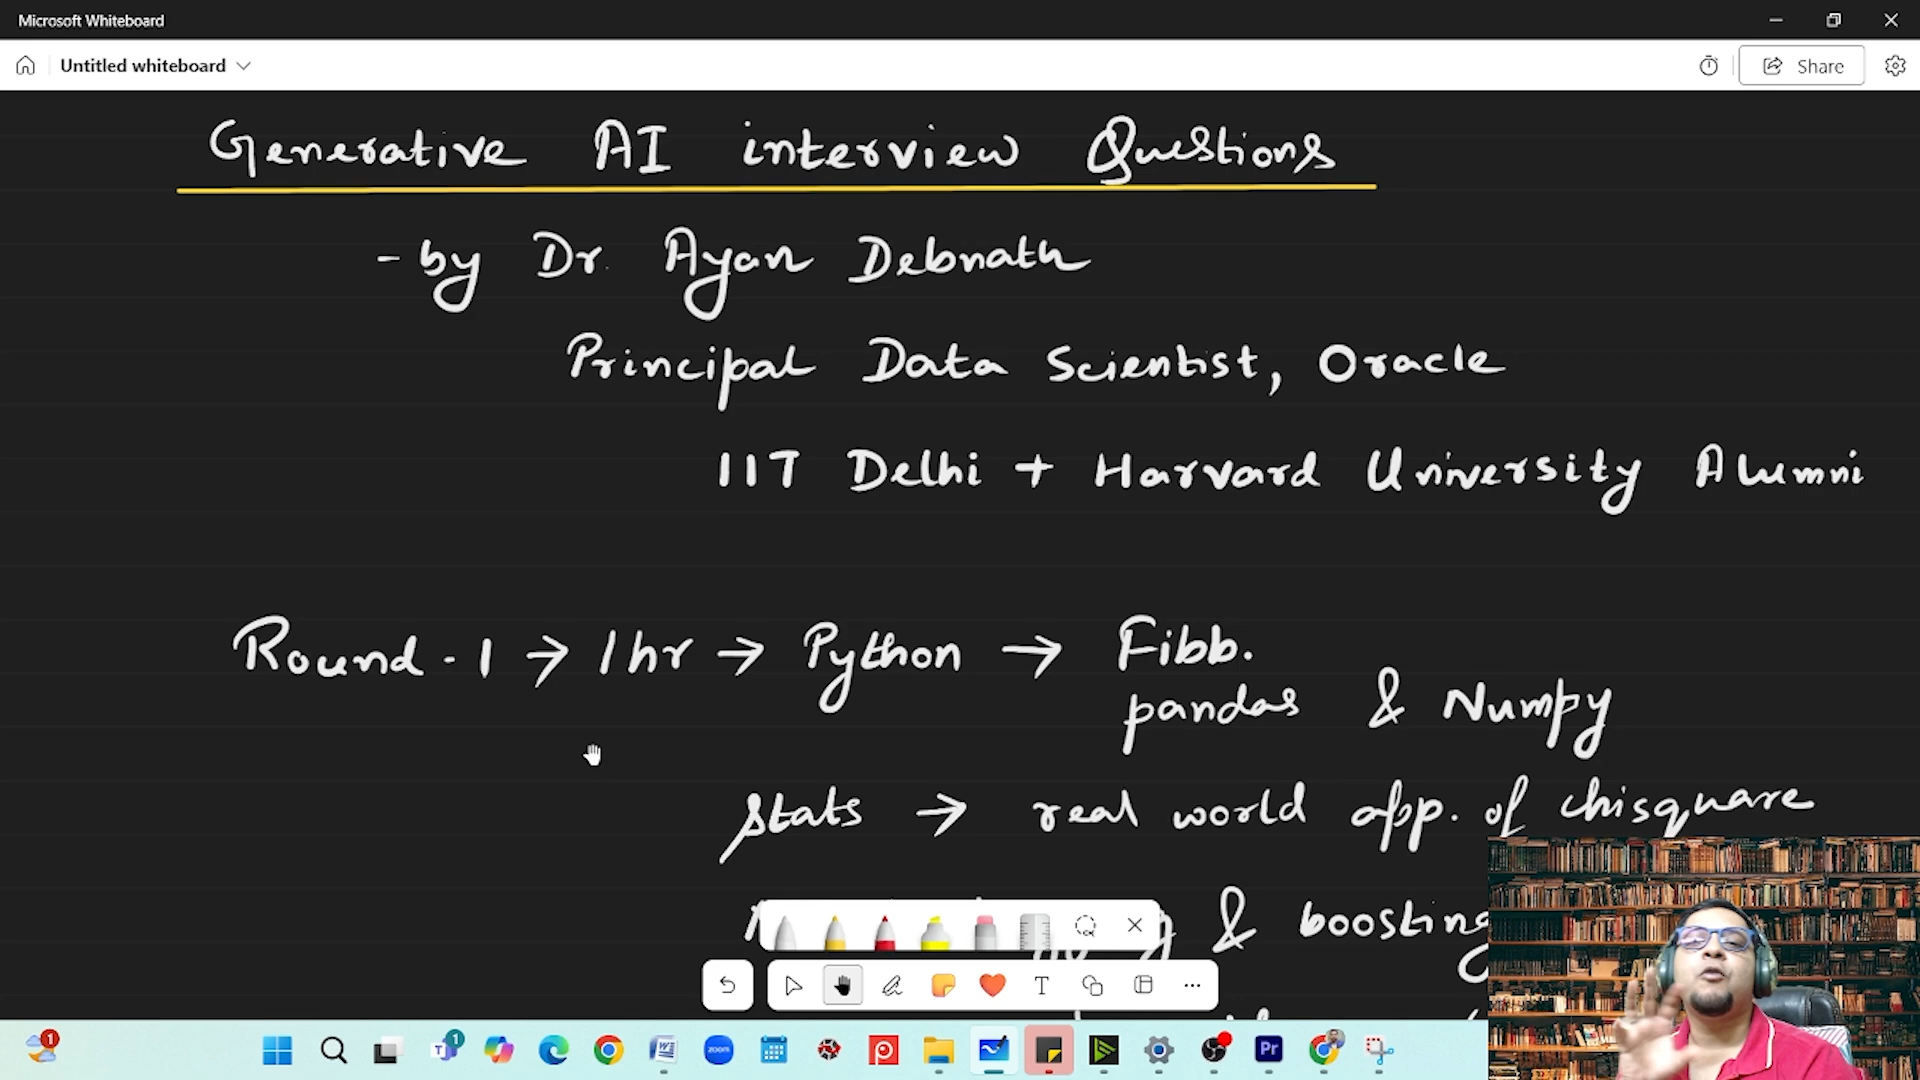 Microsoft Whiteboard
Untitled whiteboard
Share
Generative AI interview Questions
- by Dr. Ayan Debnath
Principal Data Scientist, Oracle
IIT Delhi + Harvard University Alumni
Round - 1 → 1hr → Python → Fibb.
pandas & Numpy
stats → real world app. of chisquare
& boosting